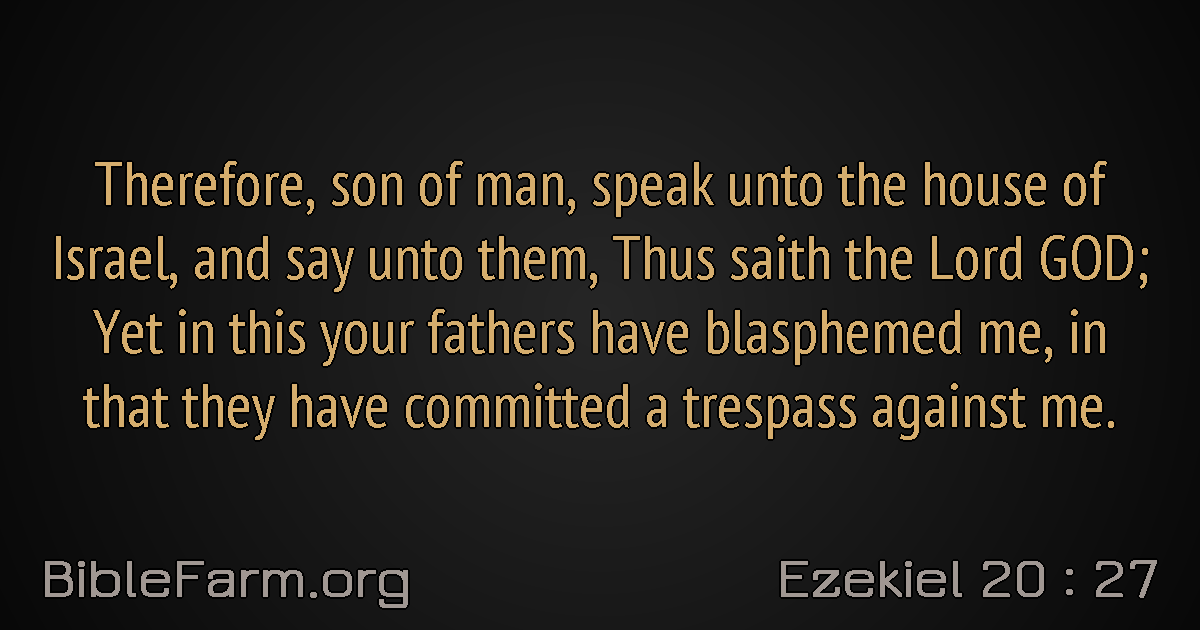 Therefore, son of man, speak unto the house of
Israel, and say unto them, Thus saith the Lord GOD;
Yet in this your fathers have blasphemed me, in
that they have committed a trespass against me.
BibleFarm.org
Ezekiel 20 : 27